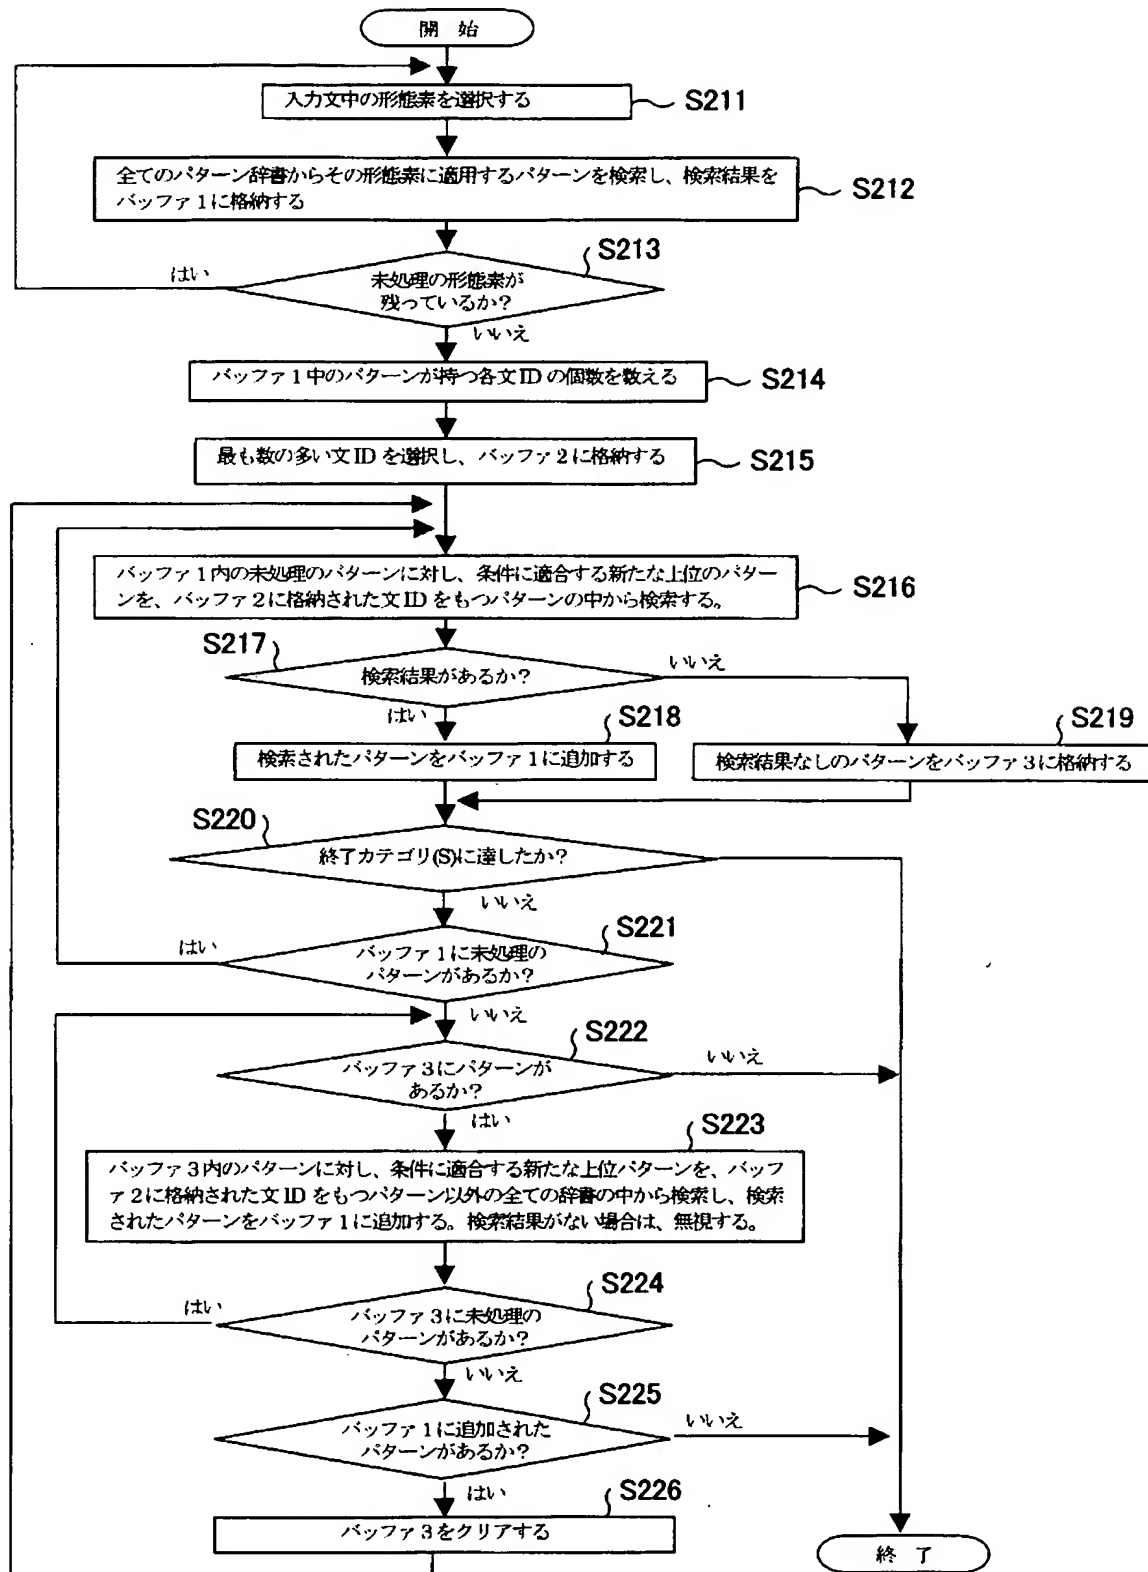 開 始
入力文中の形態素を選択する
S211
全てのパターン辞書からその形態素に適用するパターンを検索し、検索結果を
バッファ1に格納する
S212
S213
はい
未処理の形態素が
残っているか?
いいえ
バッファ1中のパターンが持つ各文IDの個数を数える
S214
最も数の多い文IDを選択し、バッファ2に格納する
S215
バッファ1内の未処理のパターンに対し、条件に適合する新たな上位のパター
ンを、バッファ2に格納された文IDをもつパターンの中から検索する。
S216
S217
検索結果があるか?
いいえ
はい
S218
S219
検索されたパターンをバッファ1に追加する
検索結果なしのパターンをバッファ3に格納する
S220
終了カテゴリ(S)に達したか?
いいえ
S221
はい
バッファ1に未処理の
パターンがあるか?
いいえ
S222
バッファ3にパターンが
あるか?
いいえ
はい
S223
バッファ3内のパターンに対し、条件に適合する新たな上位パターンを、バッフ
ァ2に格納された文IDをもつパターン以外の全ての辞書の中から検索し、検索
されたパターンをバッファ1に追加する。検索結果がない場合は、無視する。
S224
はい
バッファ3に未処理の
パターンがあるか?
いいえ
S225
バッファ1に追加された
パターンがあるか?
いいえ
はい
S226
バッファ3をクリアする
終 了